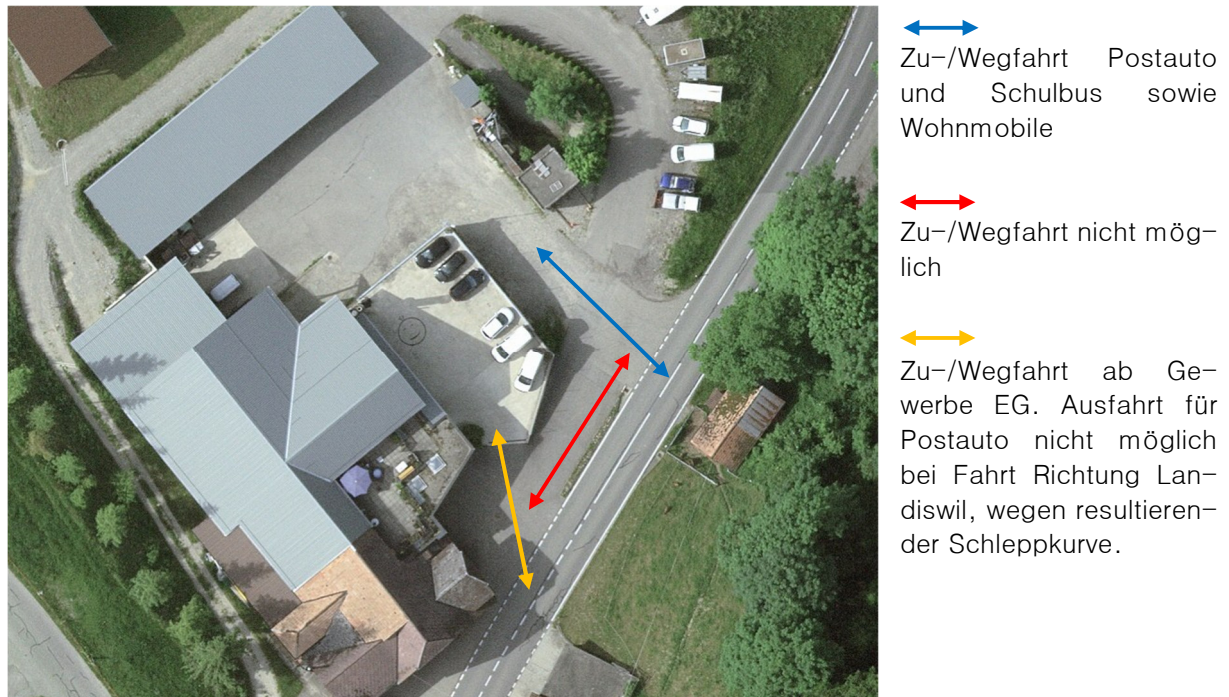 Zu-/Wegfahrt Postauto
und Schulbus sowie
Wohnmobile
Zu-/Wegfahrt nicht mög-
lich
Zu-/Wegfahrt ab Ge-
werbe EG. Ausfahrt für
Postauto nicht möglich
bei Fahrt Richtung Lan-
diswil, wegen resultieren-
der Schleppkurve.